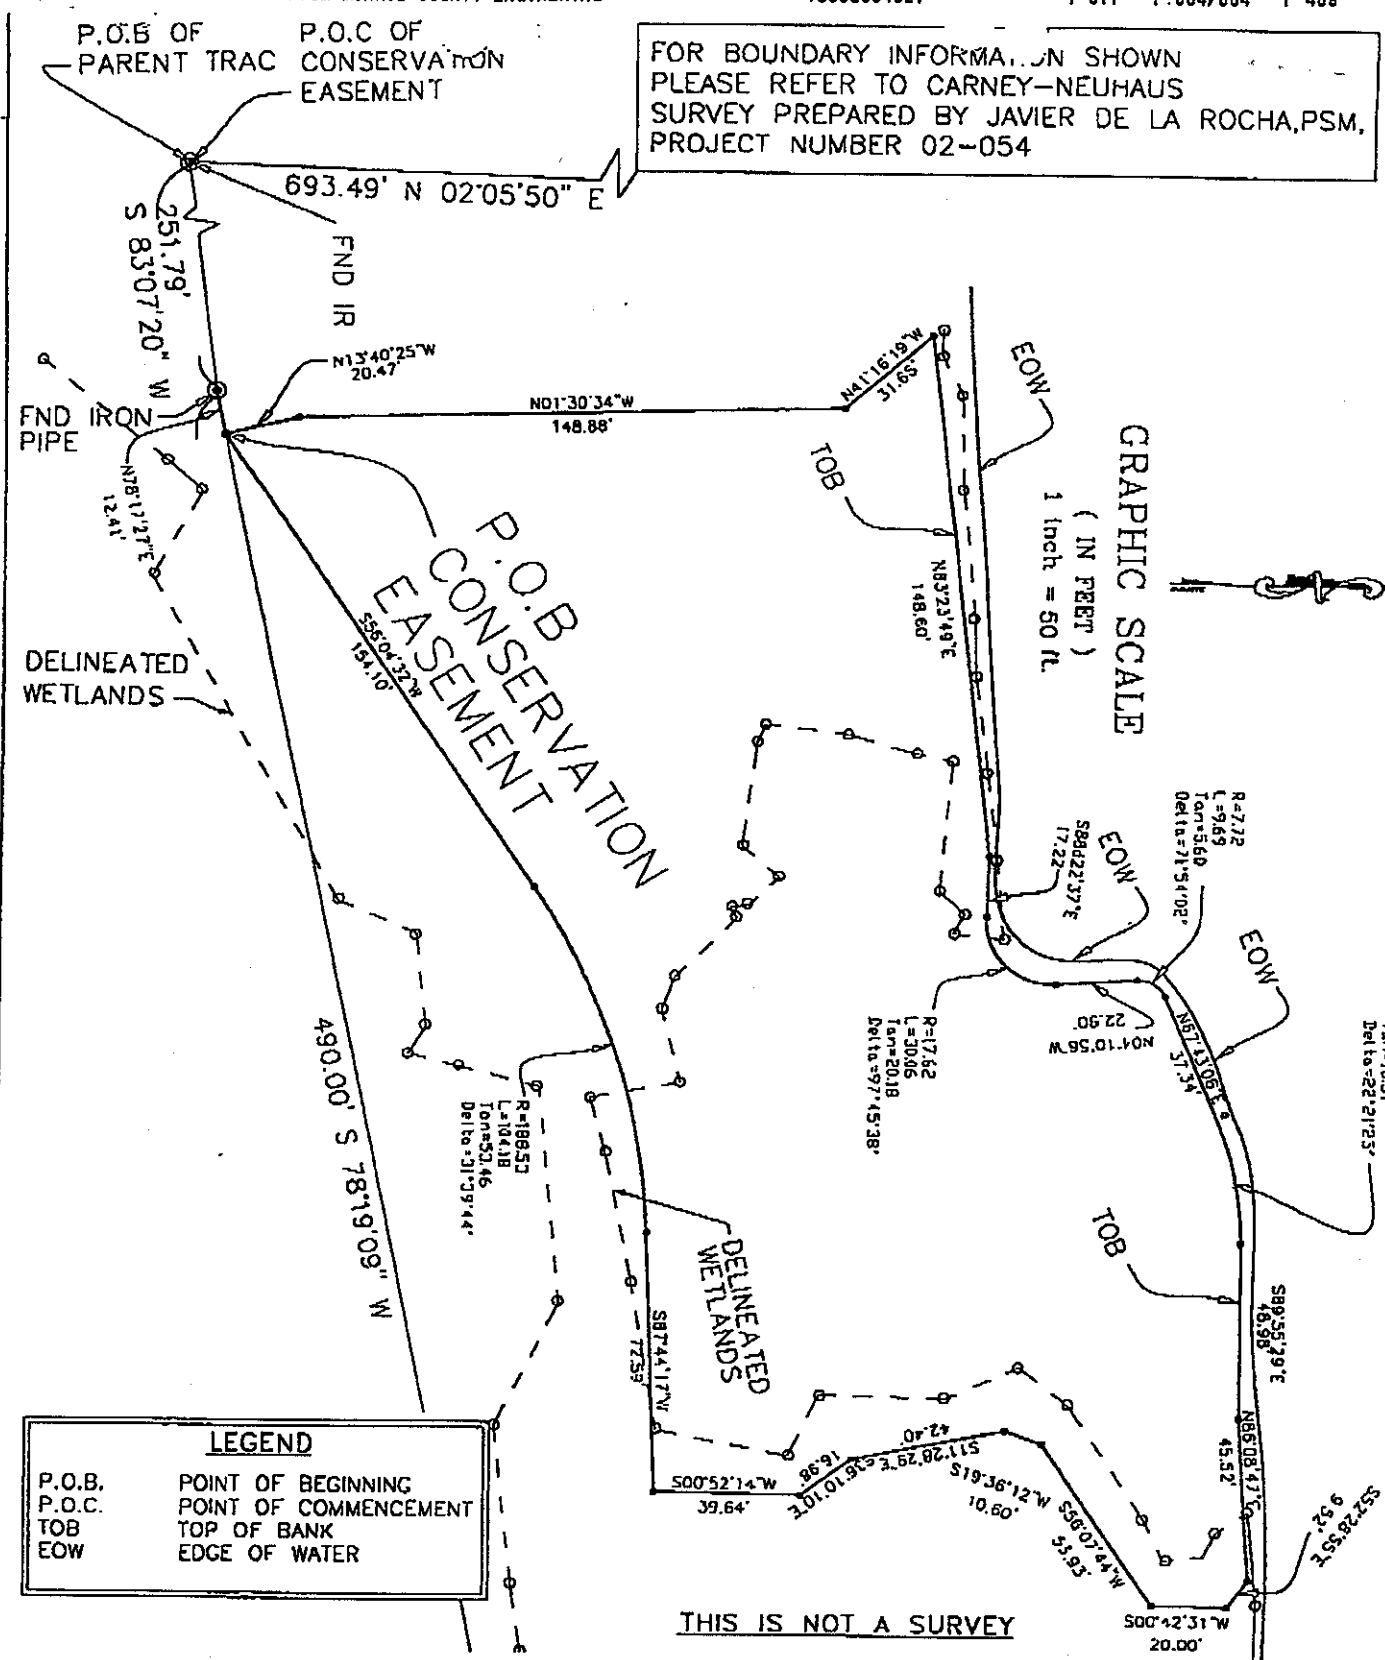 P.O.B OF
PARENT TRAC
P.O.C OF
CONSERVATION
EASEMENT
FOR BOUNDARY SHOWN
PLEASE REFER TO CARNEY-NEUHAUS
SURVEY PREPARED BY JAVIER DE LA ROCHA,PSM,
PROJECT NUMBER 02-054
693.49' N 02°05'50" E
251.79'
S 83°07'20" W
FND IR
N13°40'25"W
20.47'
FND IRON
PIPE
N78°17'27"E
12.41'
N01°30'34"W
148.88'
N41°16'19"W
31.65'
EOW
TOB
GRAPHIC SCALE
( IN FEET )
1 inch = 50 ft.
N83°23'49"E
148.60'
P.O.B
CONSERVATION
EASEMENT
S56°04'32"W
154.10'
DELINEATED
WETLANDS
R=7.72
L=9.69
Tan=5.60
Delta=71°54'02"
S88d22'37"E
17.22
EOW
EOW
R=17.62
L=30.06
Tan=20.18
Delta=97°45'38"
N04°10'56"W
22.90'
N67°43'06"E
37.34'
Delta=22°21'25"
490.00' S 78°19'09" W
R=188.53
L=104.18
Tan=53.46
Delta=31°39'44"
DELINEATED
WETLANDS
TOB
S87°44'17"W
77.59'
S89°55'29"E
48.98'
N86°08'47"E
45.52'
S52°28'55"E
9.52'
S00°52'14"W
39.64'
S36°10'10"E
16.98'
S11°28'29"E
42.40'
S19°36'12"W
10.60'
S56°07'44"W
53.93'
S00°42'31"W
20.00'
LEGEND
P.O.B. POINT OF BEGINNING
P.O.C. POINT OF COMMENCEMENT
TOB TOP OF BANK
EOW EDGE OF WATER
THIS IS NOT A SURVEY